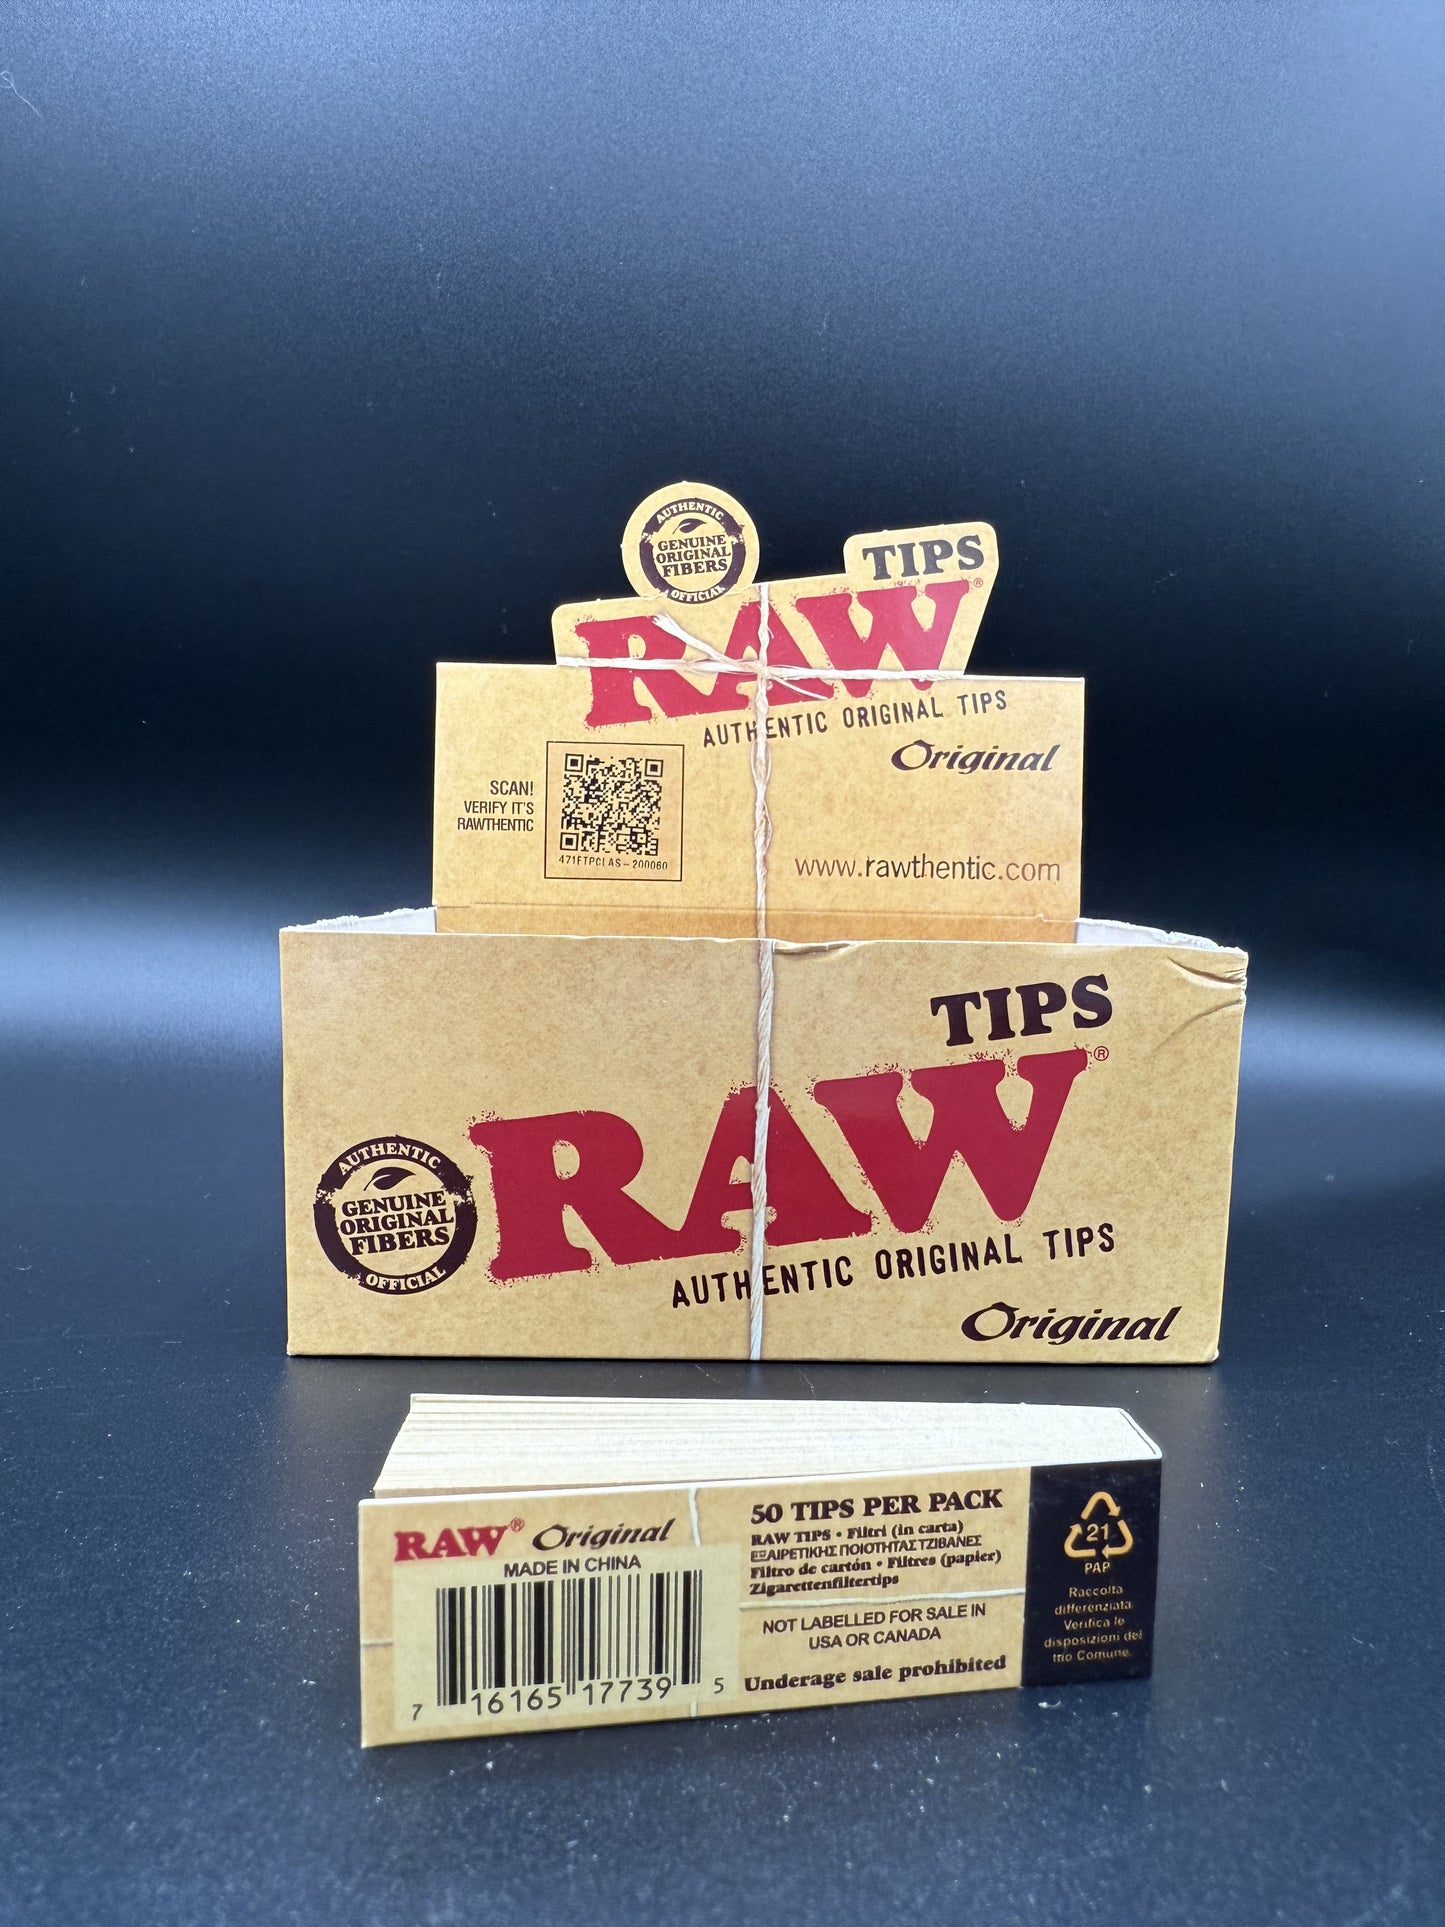 AUTHENTIC
GENUINE
ORIGINAL
FIBERS
OFFICIAL
TIPS
RAW®
AUTHENTIC ORIGINAL TIPS
Original
SCAN!
VERIFY IT'S
RAWTHENTIC
471FTPCLAS-200060
www.rawthentic.com
TIPS
RAW®
AUTHENTIC
GENUINE
ORIGINAL
FIBERS
OFFICIAL
AUTHENTIC ORIGINAL TIPS
Original
RAW® Original
MADE IN CHINA
7 16165 17739 5
50 TIPS PER PACK
RAW TIPS • Filtri (in carta)
ΕΞΑΙΡΕΤΙΚΗΣ ΠΟΙΟΤΗΤΑΣ ΤΖΙΒΑΝΕΣ
Filtro de cartón • Filtres (papier)
Zigarettenfiltertips
NOT LABELLED FOR SALE IN
USA OR CANADA
Underage sale prohibited
21
PAP
Raccolta
differenziata.
Verifica le
disposizioni del
Comune.